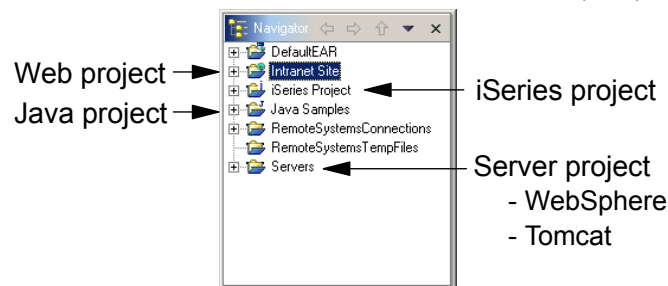 Navigator
DefaultEAR
Web project
Intranet Site
iSeries Project
iSeries project
Java project
Java Samples
RemoteSystemsConnections
RemoteSystemsTempFiles
Servers
Server project
- WebSphere
- Tomcat